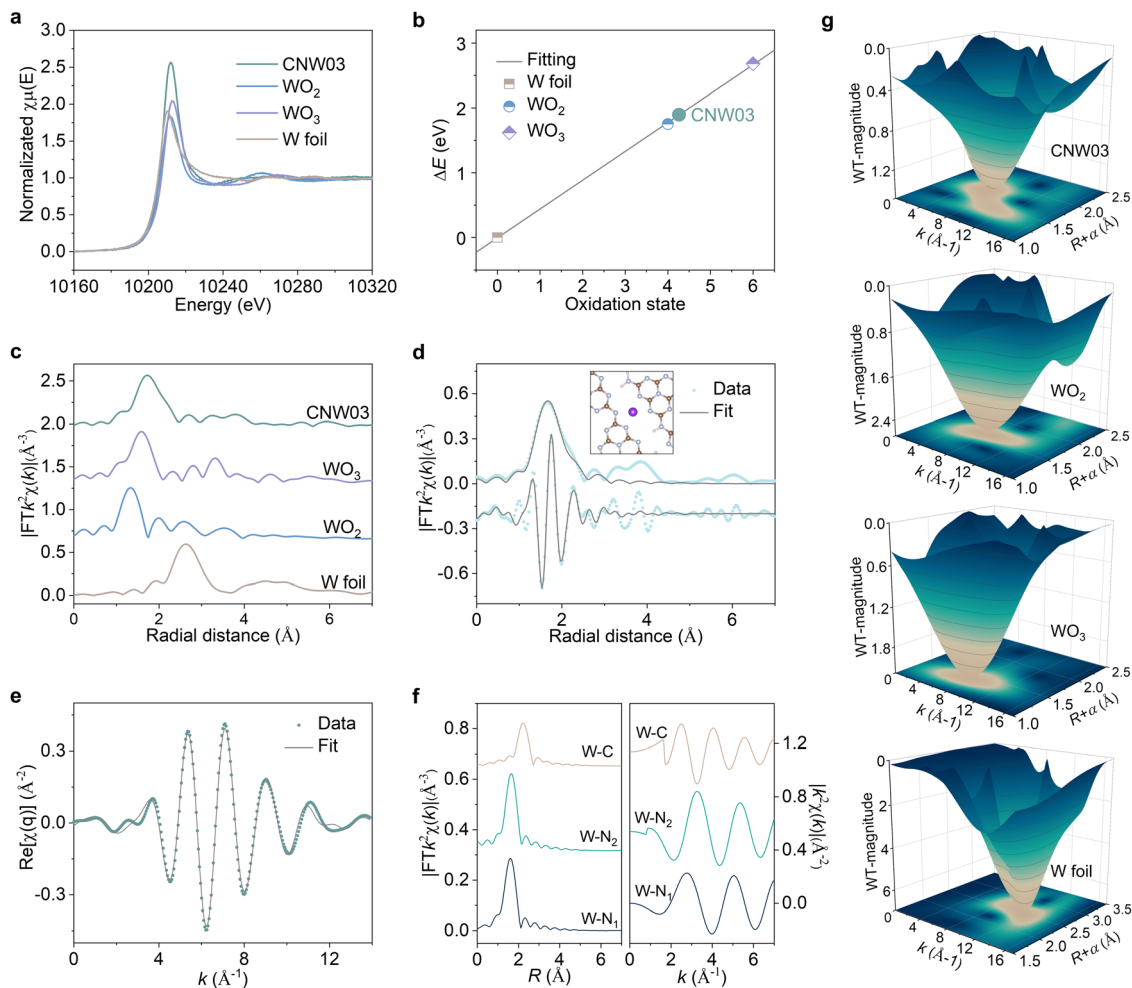 a
Normalizated χμ(E)
3.0
2.5
2.0
1.5
1.0
0.5
0.0
CNW03
WO₂
WO₃
W foil
10160 10200 10240 10280 10320
Energy (eV)
b
ΔE (eV)
3
2
1
0
Fitting
W foil
WO₂
WO₃
CNW03
0 1 2 3 4 5 6
Oxidation state
c
|FTk²χ(k)|(Å⁻³)
2.5
2.0
1.5
1.0
0.5
0.0
CNW03
WO₃
WO₂
W foil
0 2 4 6
Radial distance (Å)
d
|FTk²χ(k)|(Å⁻³)
0.6
0.3
0.0
-0.3
-0.6
Data
Fit
0 2 4 6
Radial distance (Å)
e
Re[χ(q)] (Å⁻²)
0.3
0.0
-0.3
Data
Fit
0 4 8 12
k (Å⁻¹)
f
|FTk²χ(k)|(Å⁻³)
0.8
0.6
0.4
0.2
0.0
W-C
W-N₂
W-N₁
0 2 4 6
R (Å)
W-C
W-N₂
W-N₁
1.2
0.8
0.4
0.0
|k²χ(k)|(Å⁻²)
0 2 4 6
k (Å⁻¹)
g
WT-magnitude
0.0
0.4
0.8
1.2
CNW03
0 4 8 12 16
k (Å-1)
1.0 1.5 2.0 2.5
R+α (Å)
WT-magnitude
0.0
0.8
1.6
2.4
WO₂
0 4 8 12 16
k (Å-1)
1.0 1.5 2.0 2.5
R+α (Å)
WT-magnitude
0.0
0.6
1.2
1.8
WO₃
0 4 8 12 16
k (Å-1)
1.0 1.5 2.0 2.5
R+α (Å)
WT-magnitude
0
2
4
6
W foil
0 4 8 12 16
k (Å-1)
1.5 2.0 2.5 3.0 3.5
R+α (Å)